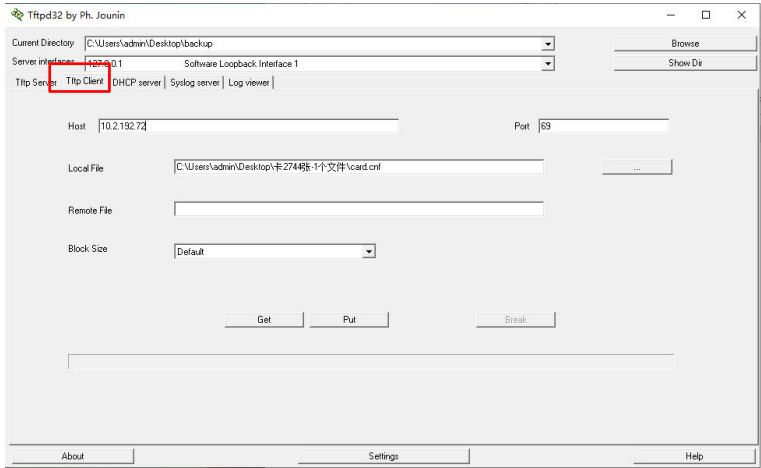 Tftpd32 by Ph. Jounin
Current Directory C:\Users\admin\Desktop\backup Browse
Server interfaces 127.0.0.1 Software Loopback Interface 1 Show Dir
Tftp Server Tftp Client DHCP server Syslog server Log viewer
Host 10.2.192.72 Port 69
Local File C:\Users\admin\Desktop\卡2744张-1个文件\card.cnf ...
Remote File
Block Size Default
Get Put Break
About Settings Help